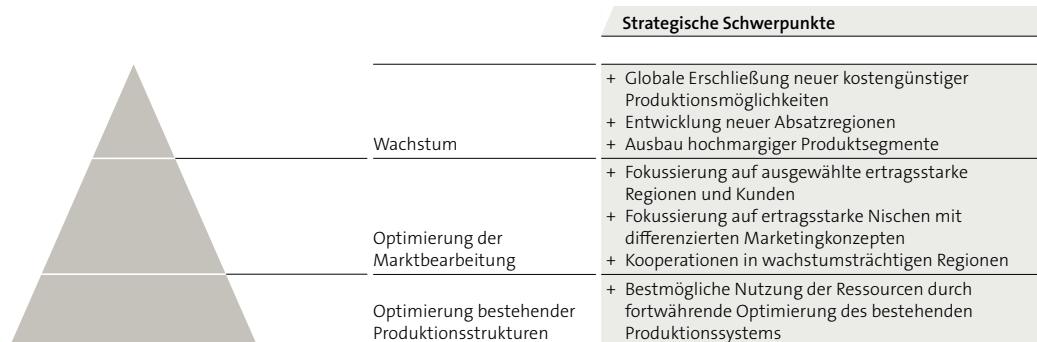 Strategische Schwerpunkte
Wachstum
+ Globale Erschließung neuer kostengünstiger
Produktionsmöglichkeiten
+ Entwicklung neuer Absatzregionen
+ Ausbau hochmargiger Produktsegmente
Optimierung der
Marktbearbeitung
+ Fokussierung auf ausgewählte ertragsstarke
Regionen und Kunden
+ Fokussierung auf ertragsstarke Nischen mit
differenzierten Marketingkonzepten
+ Kooperationen in wachstumsträchtigen Regionen
Optimierung bestehender
Produktionsstrukturen
+ Bestmögliche Nutzung der Ressourcen durch
fortwährende Optimierung des bestehenden
Produktionssystems